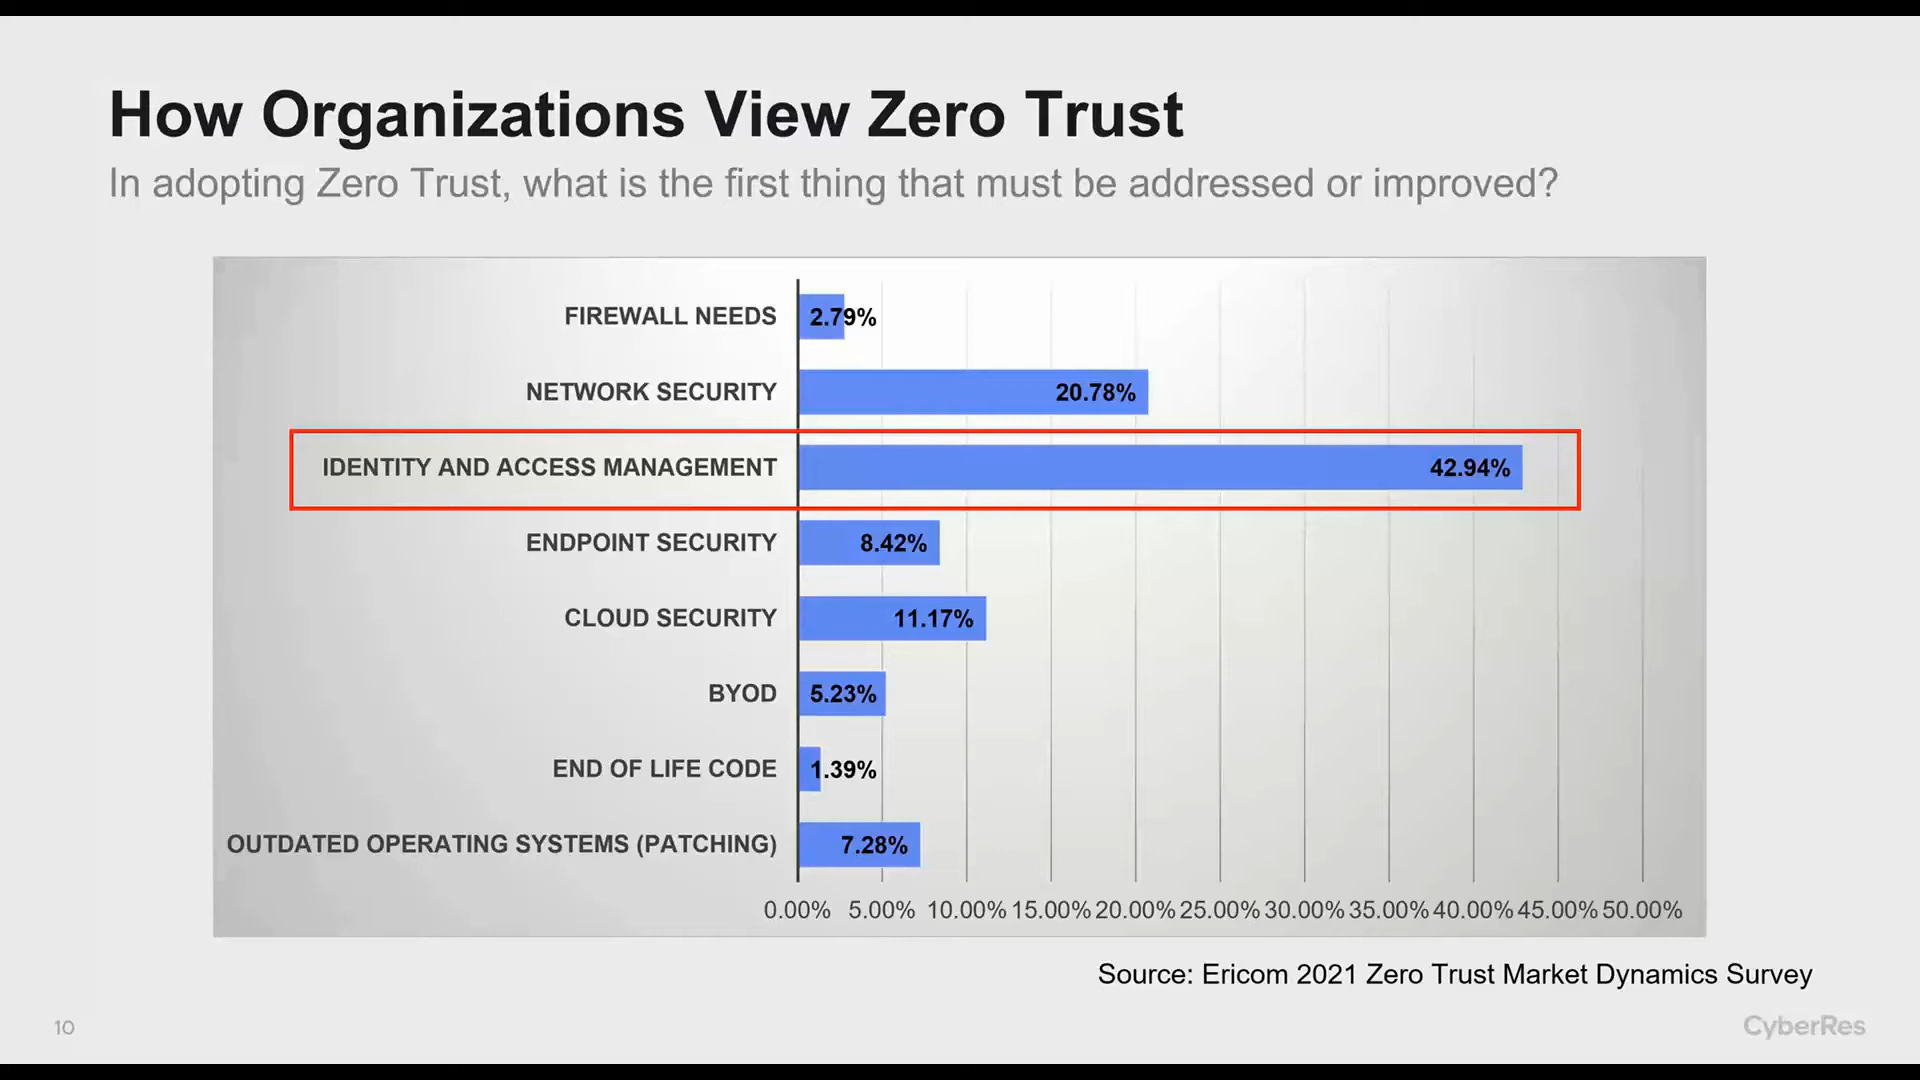 How Organizations View Zero Trust
In adopting Zero Trust, what is the first thing that must be addressed or improved?
FIREWALL NEEDS 2.79%
NETWORK SECURITY 20.78%
IDENTITY AND ACCESS MANAGEMENT 42.94%
ENDPOINT SECURITY 8.42%
CLOUD SECURITY 11.17%
BYOD 5.23%
END OF LIFE CODE 1.39%
OUTDATED OPERATING SYSTEMS (PATCHING) 7.28%
0.00% 5.00% 10.00% 15.00% 20.00% 25.00% 30.00% 35.00% 40.00% 45.00% 50.00%
Source: Ericom 2021 Zero Trust Market Dynamics Survey
10 CyberRes